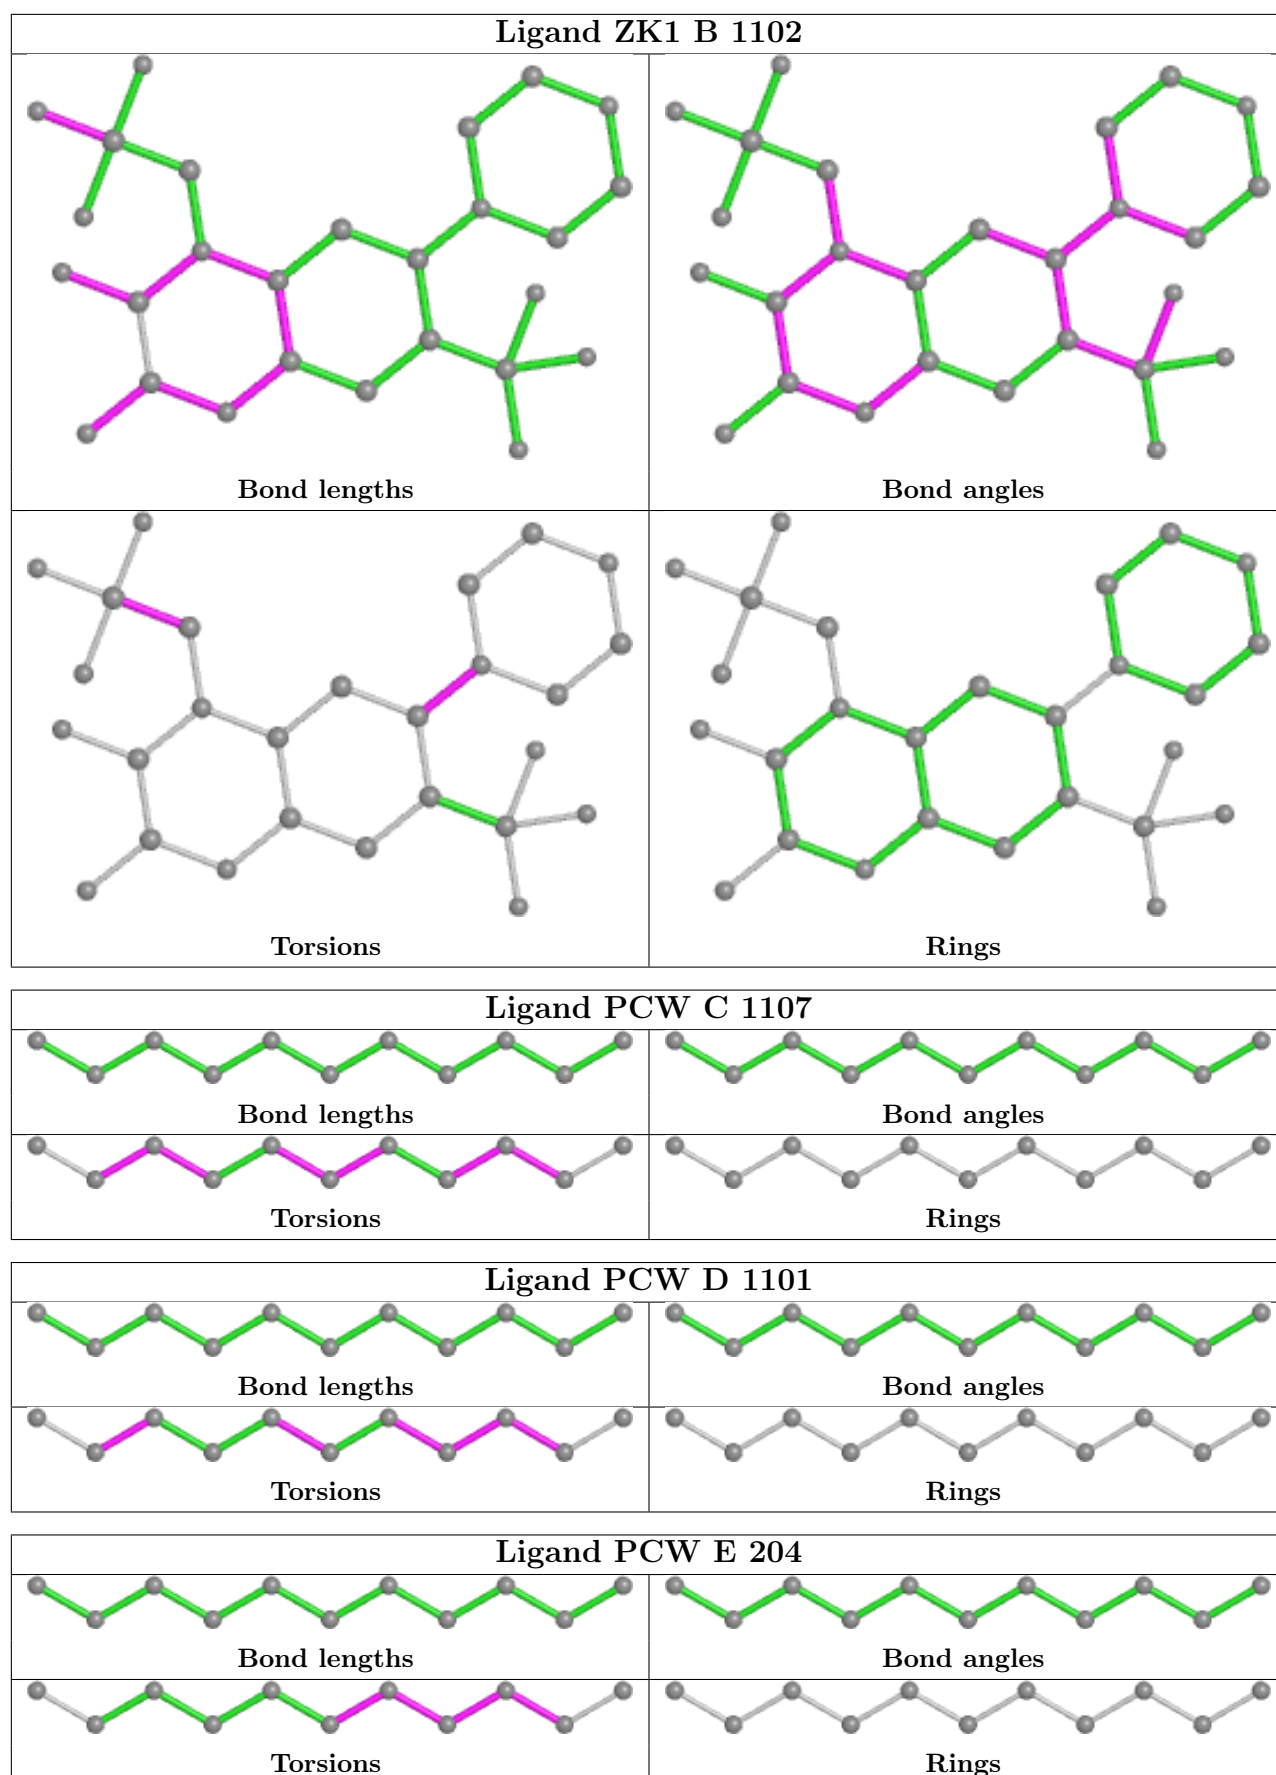 Ligand ZK1 B 1102
Bond lengths
Bond angles
Torsions
Rings
Ligand PCW C 1107
Bond lengths
Bond angles
Torsions
Rings
Ligand PCW D 1101
Bond lengths
Bond angles
Torsions
Rings
Ligand PCW E 204
Bond lengths
Bond angles
Torsions
Rings